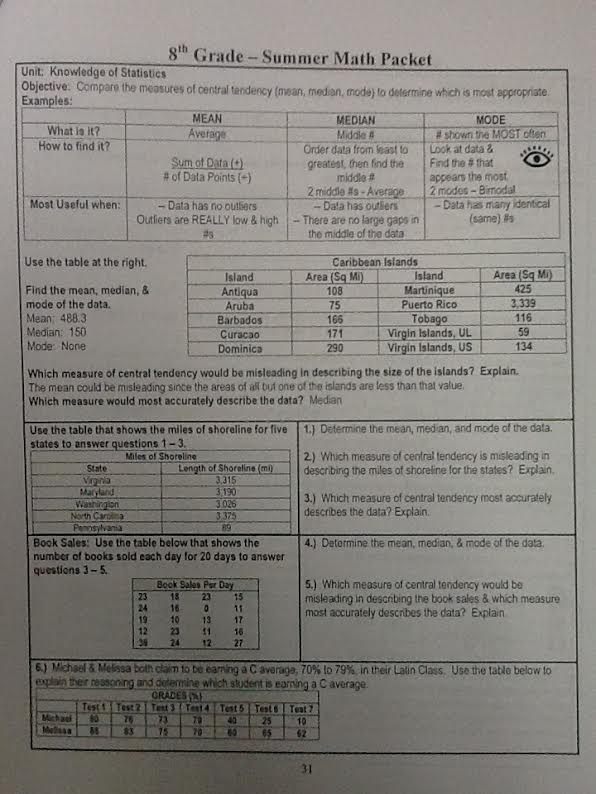 8th Grade – Summer Math Packet
Unit: Knowledge of Statistics
Objective: Compare the measures of central tendency (mean, median, mode) to determine which is most appropriate.
Examples:
MEAN MEDIAN MODE
What is it? Average Middle # # shown the MOST often
How to find it? Sum of Data (+) Order data from least to Look at data &
# of Data Points (÷) greatest, then find the Find the # that
middle # appears the most.
2 middle #s - Average 2 modes – Bimodal
Most Useful when: – Data has no outliers – Data has outliers – Data has many identical
Outliers are REALLY low & high – There are no large gaps in (same) #s
#s the middle of the data
Use the table at the right.
Find the mean, median, &
mode of the data.
Mean: 488.3
Median: 150
Mode: None
Caribbean Islands
Island Area (Sq Mi) Island Area (Sq Mi)
Antiqua 108 Martinique 425
Aruba 75 Puerto Rico 3,339
Barbados 166 Tobago 116
Curacao 171 Virgin Islands, UL 59
Dominica 290 Virgin Islands, US 134
Which measure of central tendency would be misleading in describing the size of the islands? Explain.
The mean could be misleading since the areas of all but one of the islands are less than that value.
Which measure would most accurately describe the data? Median
Use the table that shows the miles of shoreline for five
states to answer questions 1 – 3.
Miles of Shoreline
State Length of Shoreline (mi)
Virginia 3,315
Maryland 3,190
Washington 3,026
North Carolina 3,375
Pennsylvania 89
1.) Determine the mean, median, and mode of the data.
2.) Which measure of central tendency is misleading in
describing the miles of shoreline for the states? Explain.
3.) Which measure of central tendency most accurately
describes the data? Explain.
Book Sales: Use the table below that shows the
number of books sold each day for 20 days to answer
questions 3 – 5.
Book Sales Per Day
23 18 23 15
24 16 0 11
19 10 13 17
12 23 11 16
36 24 12 27
4.) Determine the mean, median, & mode of the data.
5.) Which measure of central tendency would be
misleading in describing the book sales & which measure
most accurately describes the data? Explain.
6.) Michael & Melissa both claim to be earning a C average, 70% to 79%, in their Latin Class. Use the table below to
explain their reasoning and determine which student is earning a C average.
GRADES (%)
Test 1 Test 2 Test 3 Test 4 Test 5 Test 6 Test 7
Michael 80 76 73 70 40 25 10
Melissa 88 83 75 70 60 65 62
31